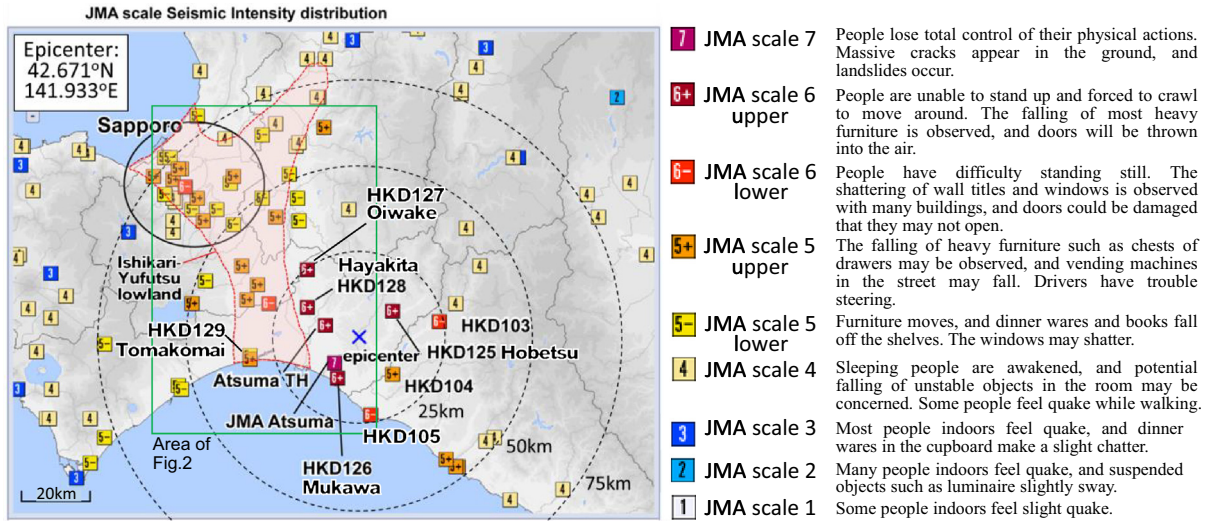 JMA scale Seismic Intensity distribution
Epicenter:
42.671ºN
141.933ºE
Sapporo
HKD127
Oiwake
Ishikari-
Yufutsu
lowland
Hayakita
HKD128
HKD129
Tomakomai
HKD103
epicenter
HKD125 Hobetsu
Atsuma TH
HKD104
JMA Atsuma
25km
HKD105
Area of
Fig.2
50km
HKD126
Mukawa
75km
20km
7 JMA scale 7
People lose total control of their physical actions.
Massive cracks appear in the ground, and
landslides occur.
6+ JMA scale 6
upper
People are unable to stand up and forced to crawl
to move around. The falling of most heavy
furniture is observed, and doors will be thrown
into the air.
6- JMA scale 6
lower
People have difficulty standing still. The
shattering of wall titles and windows is observed
with many buildings, and doors could be damaged
that they may not open.
5+ JMA scale 5
upper
The falling of heavy furniture such as chests of
drawers may be observed, and vending machines
in the street may fall. Drivers have trouble
steering.
5- JMA scale 5
lower
Furniture moves, and dinner wares and books fall
off the shelves. The windows may shatter.
4 JMA scale 4
Sleeping people are awakened, and potential
falling of unstable objects in the room may be
concerned. Some people feel quake while walking.
3 JMA scale 3
Most people indoors feel quake, and dinner
wares in the cupboard make a slight chatter.
2 JMA scale 2
Many people indoors feel quake, and suspended
objects such as luminaire slightly sway.
1 JMA scale 1
Some people indoors feel slight quake.